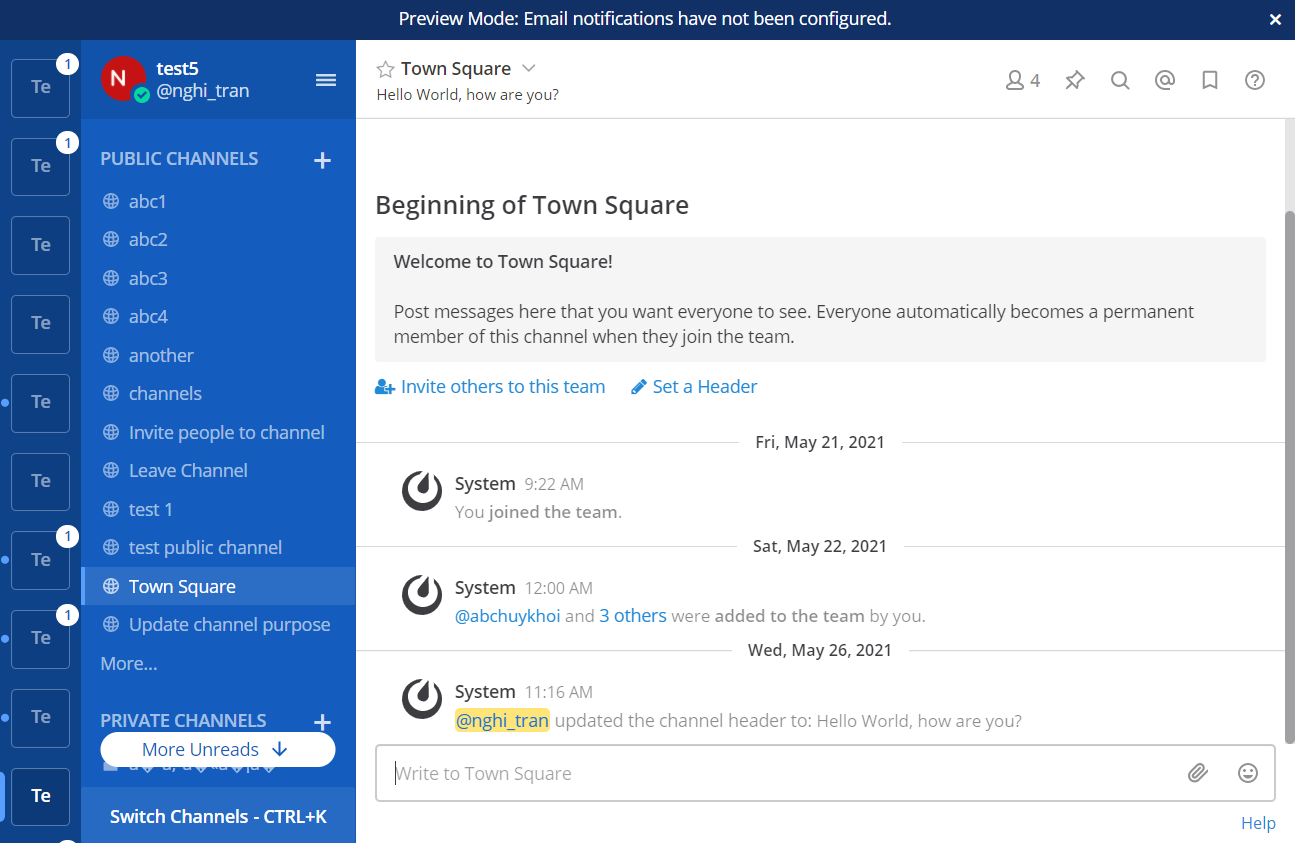 Preview Mode: Email notifications have not been configured.
Te 1
Te 1
Te
Te
Te
Te
Te 1
Te 1
Te
Te
N
test5
@nghi_tran
PUBLIC CHANNELS
abc1
abc2
abc3
abc4
another
channels
Invite people to channel
Leave Channel
test 1
test public channel
Town Square
Update channel purpose
More...
PRIVATE CHANNELS
More Unreads
Switch Channels - CTRL+K
Town Square
Hello World, how are you?
4
Beginning of Town Square
Welcome to Town Square!
Post messages here that you want everyone to see. Everyone automatically becomes a permanent
member of this channel when they join the team.
Invite others to this team Set a Header
Fri, May 21, 2021
System 9:22 AM
You joined the team.
Sat, May 22, 2021
System 12:00 AM
@abchuykhoi and 3 others were added to the team by you.
Wed, May 26, 2021
System 11:16 AM
@nghi_tran updated the channel header to: Hello World, how are you?
Write to Town Square
Help